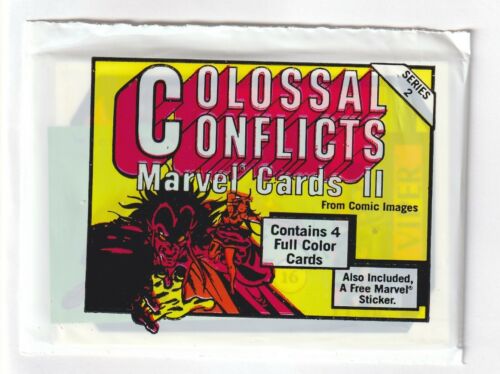 SERIES
2
COLOSSAL
CONFLICTS
Marvel® Cards II
From Comic Images
Contains 4
Full Color
Cards
Also Included,
A Free Marvel®
Sticker.
16